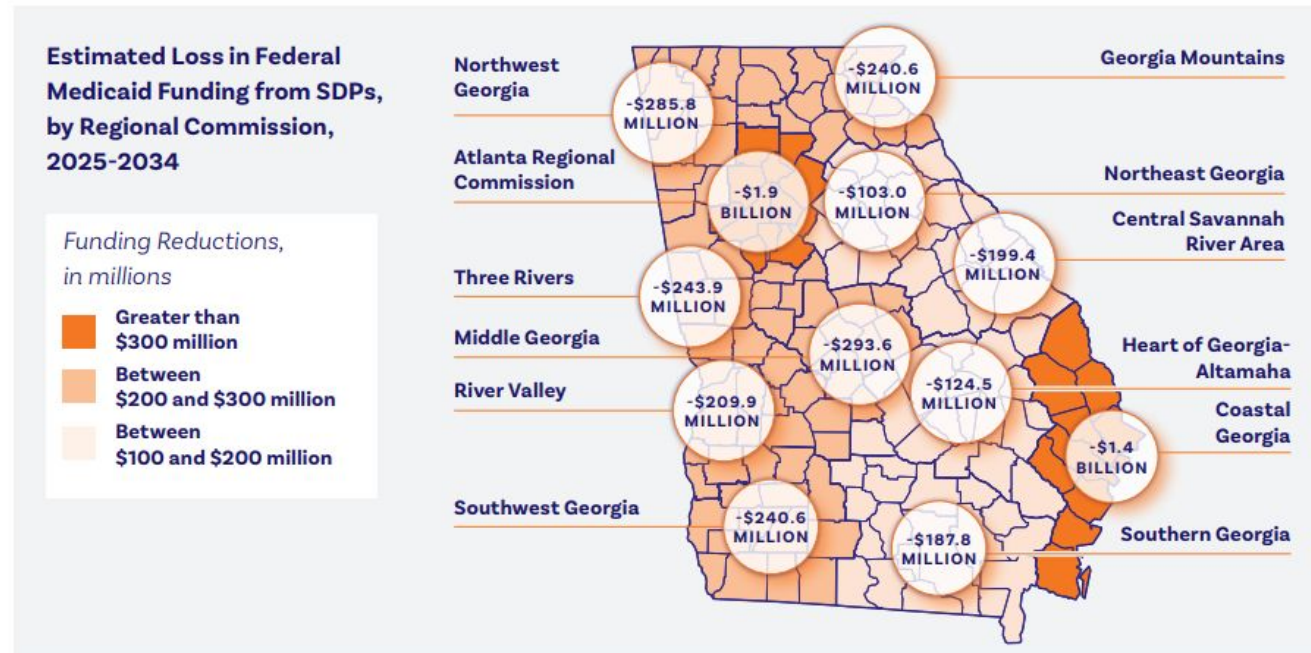 Estimated Loss in Federal
Medicaid Funding from SDPs,
by Regional Commission,
2025-2034
Funding Reductions,
in millions
Greater than
$300 million
Between
$200 and $300 million
Between
$100 and $200 million
Northwest
Georgia
-$285.8
MILLION
Atlanta Regional
Commission
-$1.9
BILLION
Three Rivers
-$243.9
MILLION
Middle Georgia
-$293.6
MILLION
River Valley
-$209.9
MILLION
Southwest Georgia
-$240.6
MILLION
Georgia Mountains
-$240.6
MILLION
Northeast Georgia
-$103.0
MILLION
Central Savannah
River Area
-$199.4
MILLION
Heart of Georgia-
Altamaha
-$124.5
MILLION
Coastal
Georgia
-$1.4
BILLION
Southern Georgia
-$187.8
MILLION